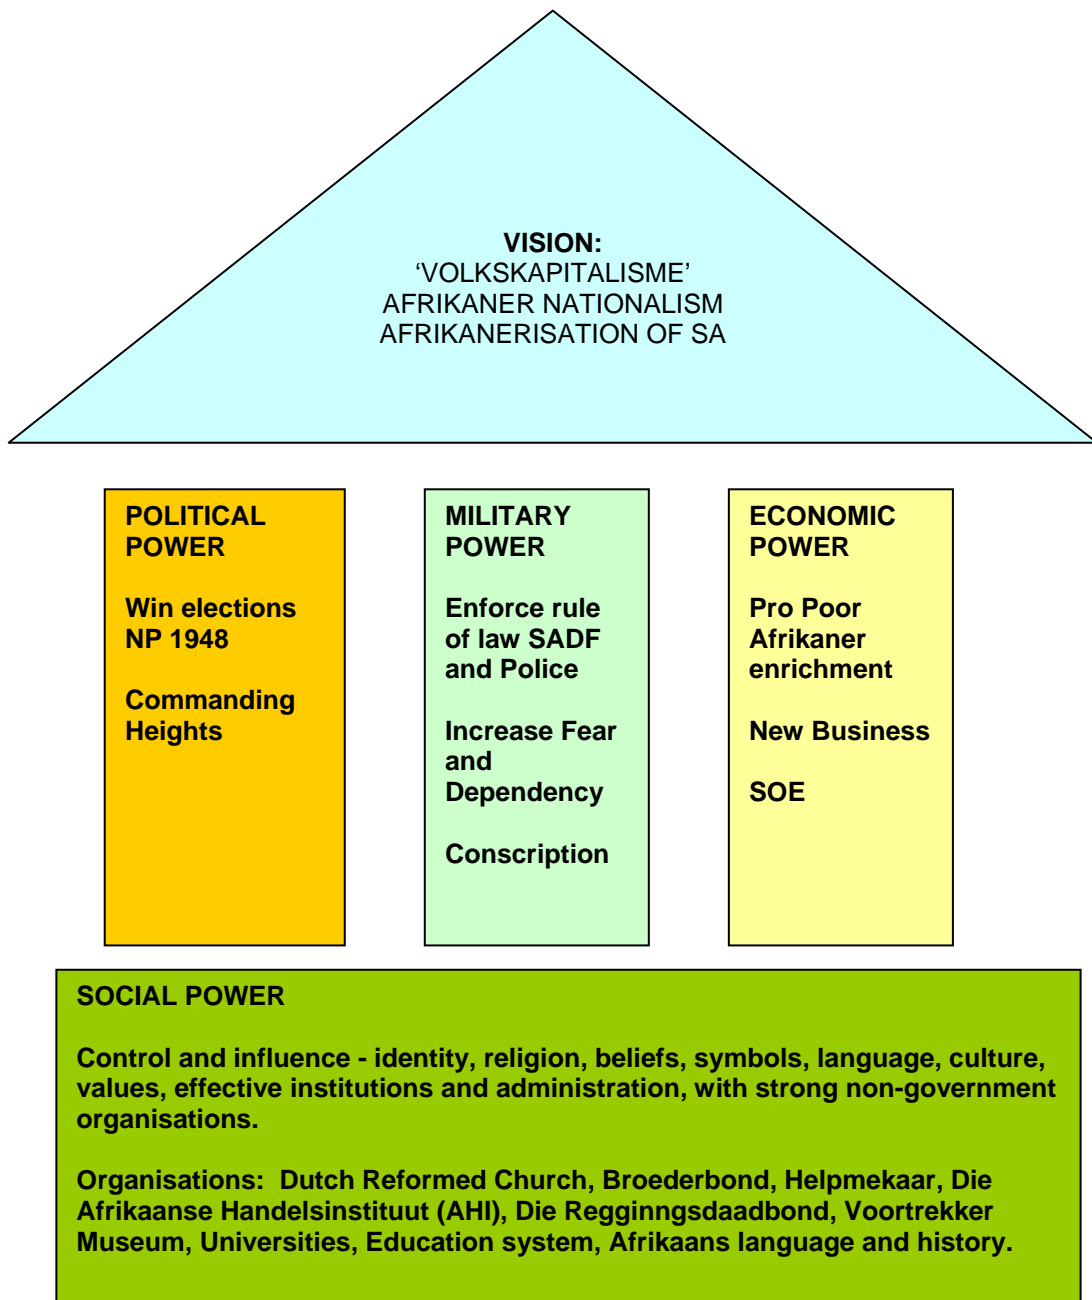 VISION:
‘VOLKSKAPITALISME’
AFRIKANER NATIONALISM
AFRIKANERISATION OF SA
POLITICAL
POWER
Win elections
NP 1948
Commanding
Heights
MILITARY
POWER
Enforce rule
of law SADF
and Police
Increase Fear
and
Dependency
Conscription
ECONOMIC
POWER
Pro Poor
Afrikaner
enrichment
New Business
SOE
SOCIAL POWER
Control and influence - identity, religion, beliefs, symbols, language, culture,
values, effective institutions and administration, with strong non-government
organisations.
Organisations:  Dutch Reformed Church, Broederbond, Helpmekaar, Die
Afrikaanse Handelsinstituut (AHI), Die Regginngsdaadbond, Voortrekker
Museum, Universities, Education system, Afrikaans language and history.